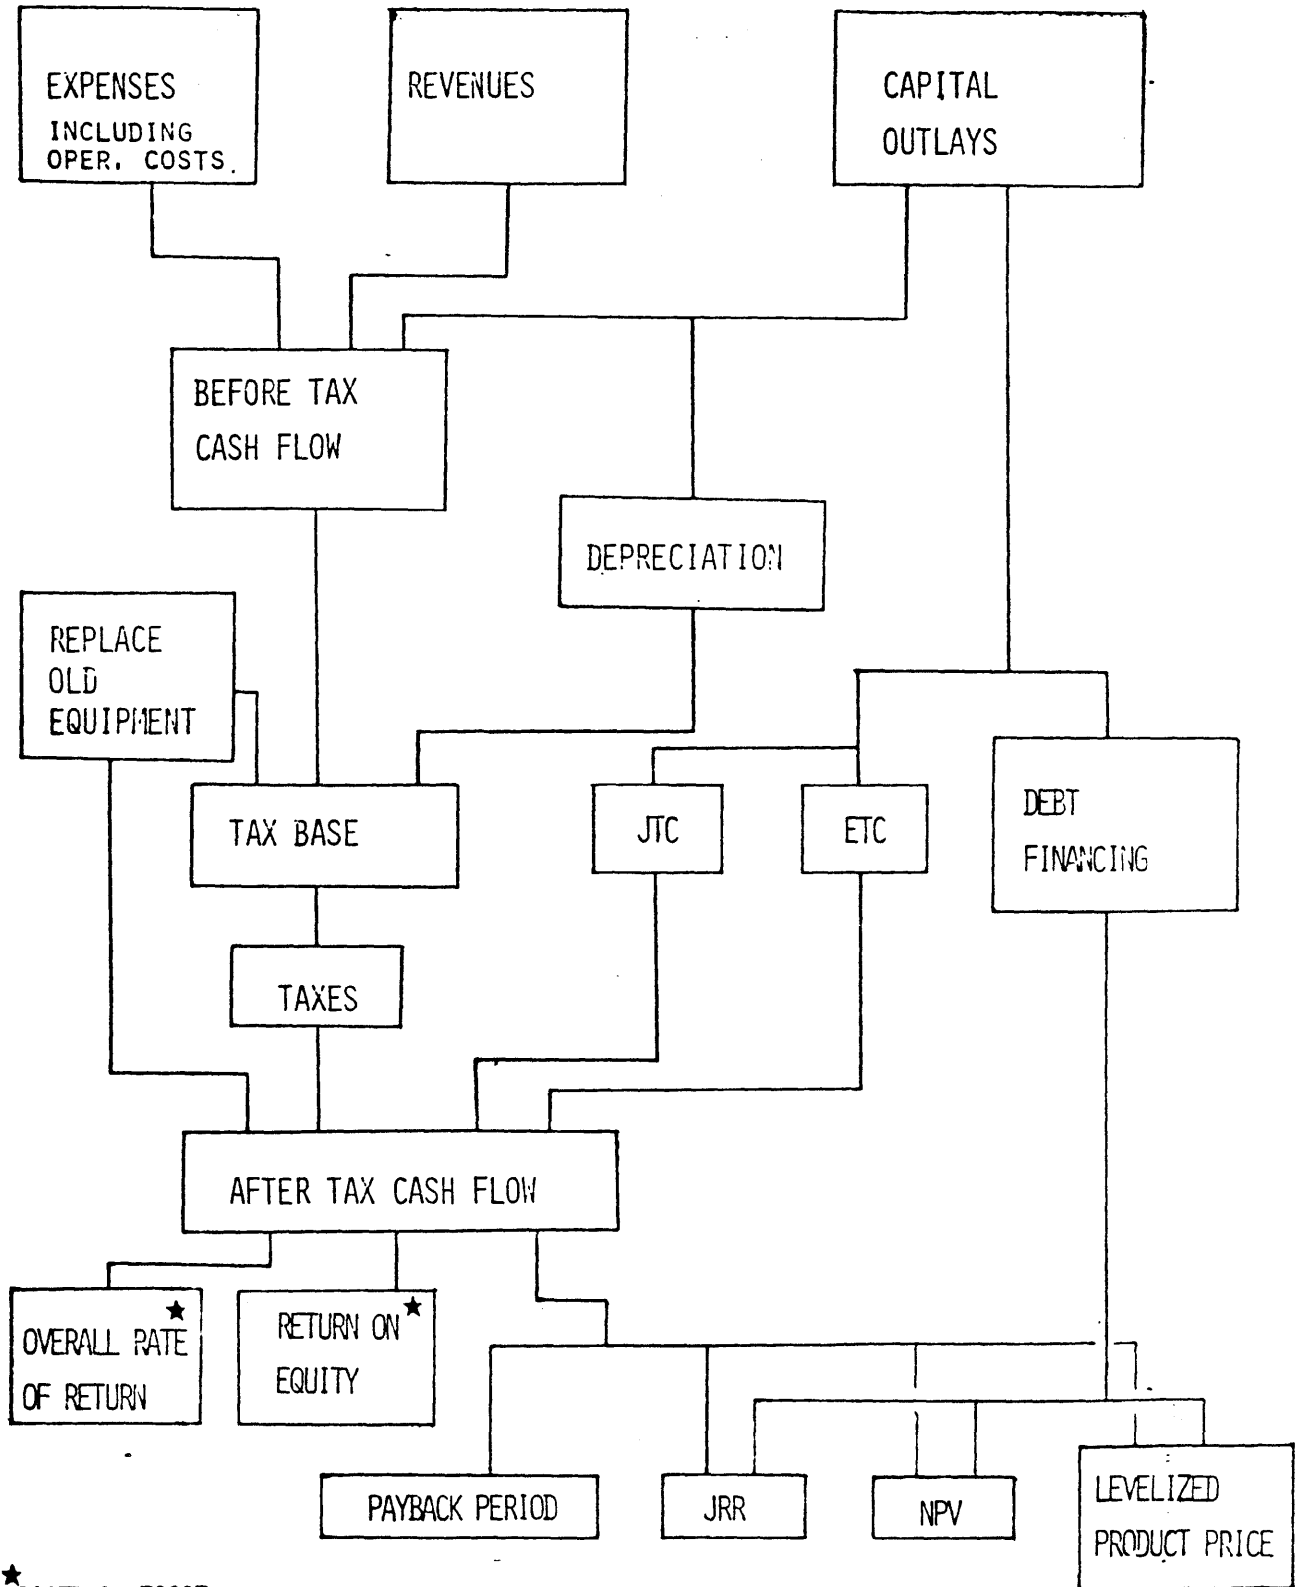 EXPENSES
INCLUDING
OPER. COSTS.
REVENUES
CAPITAL
OUTLAYS
BEFORE TAX
CASH FLOW
DEPRECIATION
REPLACE
OLD
EQUIPMENT
TAX BASE
JTC
ETC
DEBT
FINANCING
TAXES
AFTER TAX CASH FLOW
★
OVERALL RATE
OF RETURN
★
RETURN ON
EQUITY
PAYBACK PERIOD
JRR
NPV
LEVELIZED
PRODUCT PRICE
★